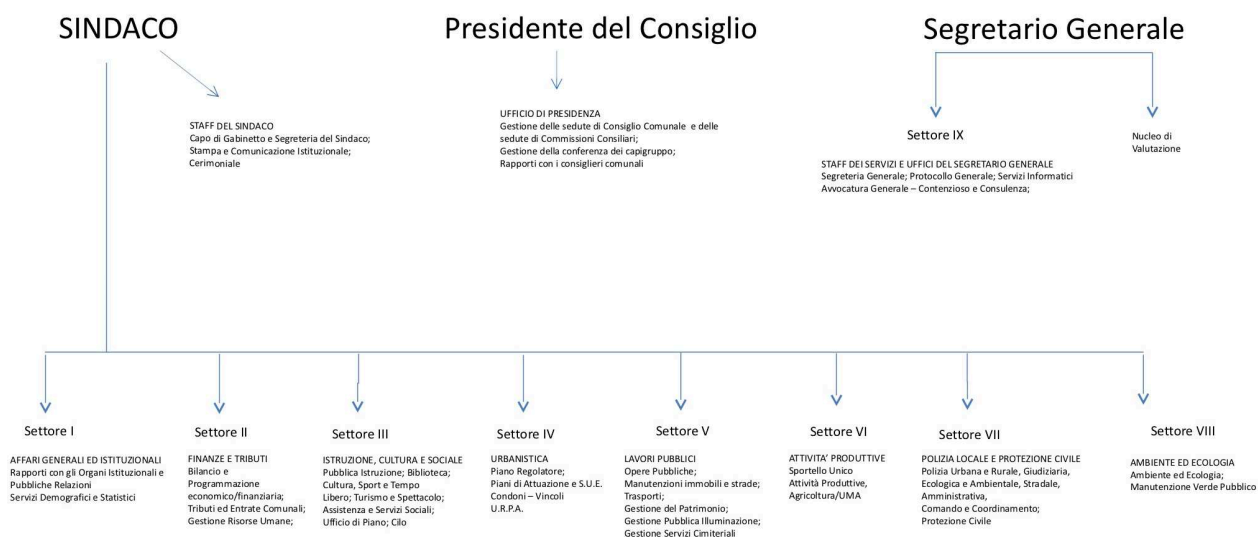 SINDACO
Presidente del Consiglio
Segretario Generale
STAFF DEL SINDACO
Capo di Gabinetto e Segreteria del Sindaco;
Stampa e Comunicazione Istituzionale;
Cerimoniale
UFFICIO DI PRESIDENZA
Gestione delle sedute di Consiglio Comunale e delle
sedute di Commissioni Consiliari;
Gestione della conferenza dei capigruppo;
Rapporti con i consiglieri comunali
Settore IX
STAFF DEI SERVIZI E UFFICI DEL SEGRETARIO GENERALE
Segreteria Generale; Protocollo Generale; Servizi Informatici
Avvocatura Generale – Contenzioso e Consulenza;
Nucleo di
Valutazione
Settore I
AFFARI GENERALI ED ISTITUZIONALI
Rapporti con gli Organi Istituzionali e
Pubbliche Relazioni
Servizi Demografici e Statistici
Settore II
FINANZE E TRIBUTI
Bilancio e
Programmazione
economico/finanziaria;
Tributi ed Entrate Comunali;
Gestione Risorse Umane;
Settore III
ISTRUZIONE, CULTURA E SOCIALE
Pubblica Istruzione; Biblioteca;
Cultura, Sport e Tempo
Libero; Turismo e Spettacolo;
Assistenza e Servizi Sociali;
Ufficio di Piano; Cilo
Settore IV
URBANISTICA
Piano Regolatore;
Piani di Attuazione e S.U.E.
Condoni – Vincoli
U.R.P.A.
Settore V
LAVORI PUBBLICI
Opere Pubbliche;
Manutenzioni immobili e strade;
Trasporti;
Gestione del Patrimonio;
Gestione Pubblica Illuminazione;
Gestione Servizi Cimiteriali
Settore VI
ATTIVITA' PRODUTTIVE
Sportello Unico
Attività Produttive,
Agricoltura/UMA
Settore VII
POLIZIA LOCALE E PROTEZIONE CIVILE
Polizia Urbana e Rurale, Giudiziaria,
Ecologica e Ambientale, Stradale,
Amministrativa,
Comando e Coordinamento;
Protezione Civile
Settore VIII
AMBIENTE ED ECOLOGIA
Ambiente ed Ecologia;
Manutenzione Verde Pubblico